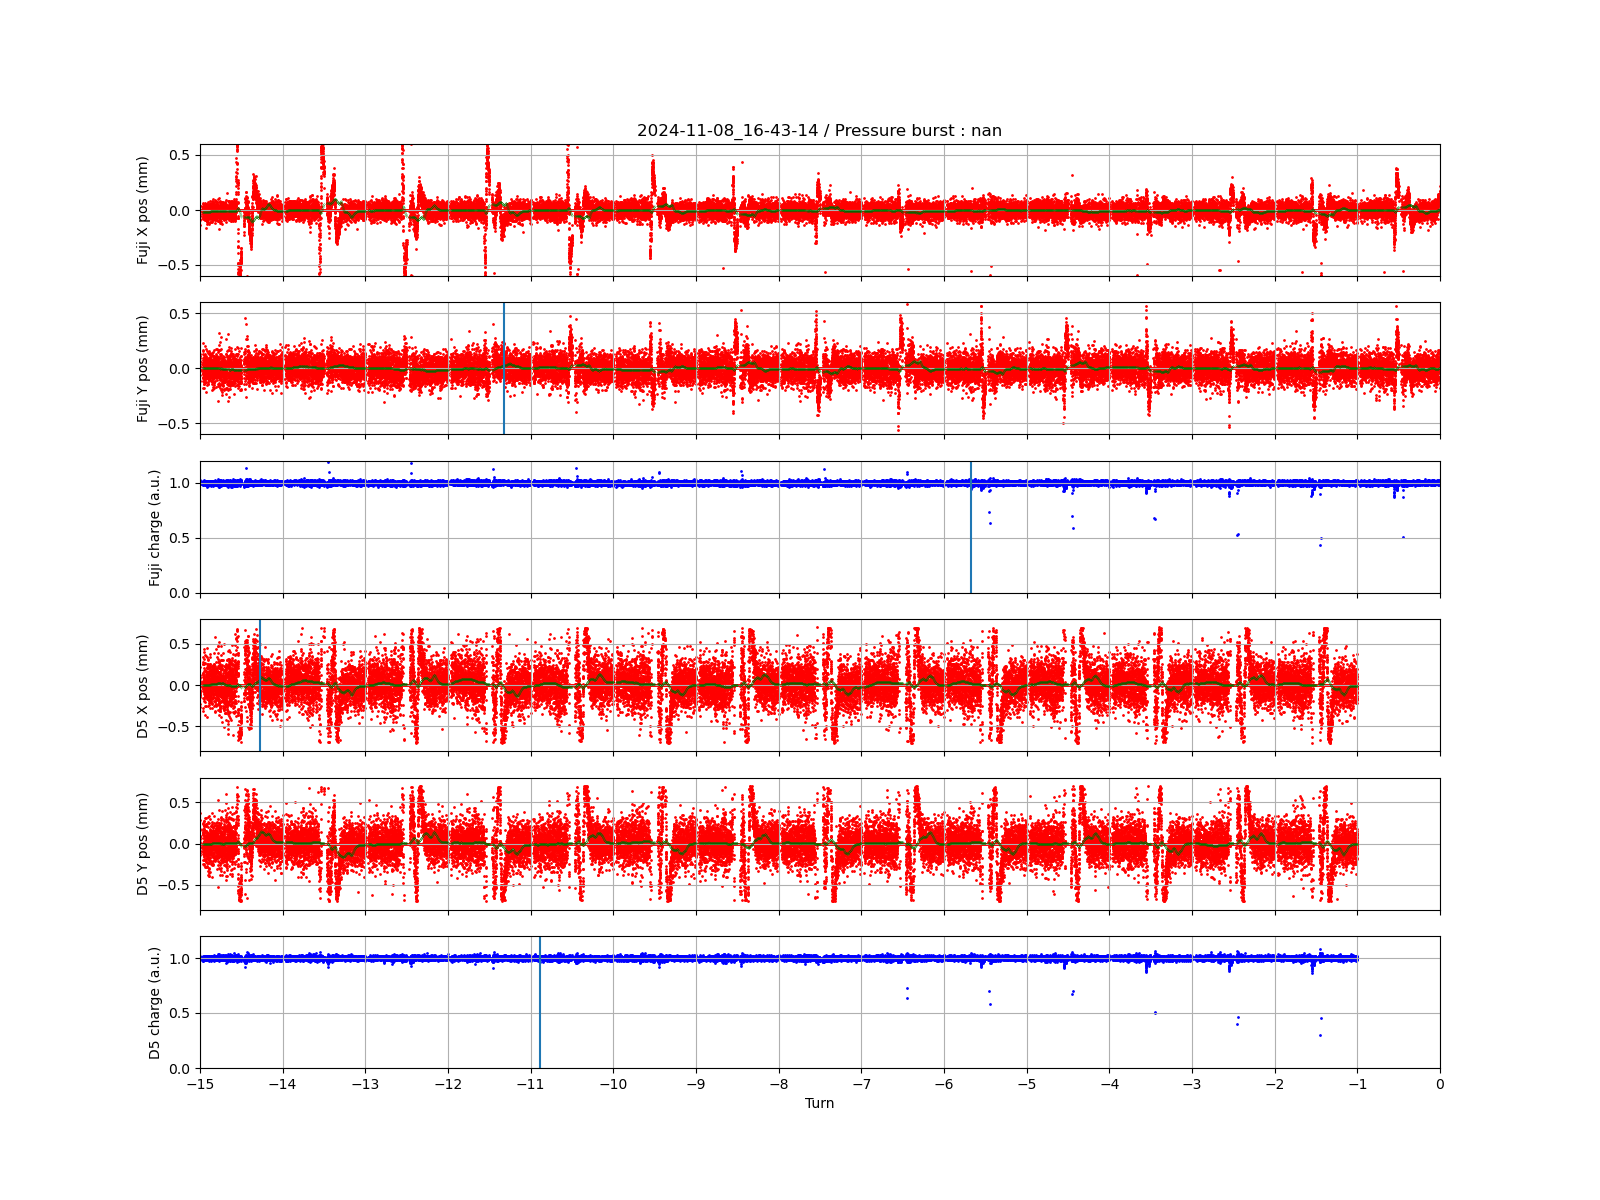 2024-11-08_16-43-14 / Pressure burst : nan
Fuji X pos (mm)
0.5
0.0
−0.5
Fuji Y pos (mm)
0.5
0.0
−0.5
Fuji charge (a.u.)
1.0
0.5
0.0
D5 X pos (mm)
0.5
0.0
−0.5
D5 Y pos (mm)
0.5
0.0
−0.5
D5 charge (a.u.)
1.0
0.5
0.0
−15 −14 −13 −12 −11 −10 −9 −8 −7 −6 −5 −4 −3 −2 −1 0
Turn